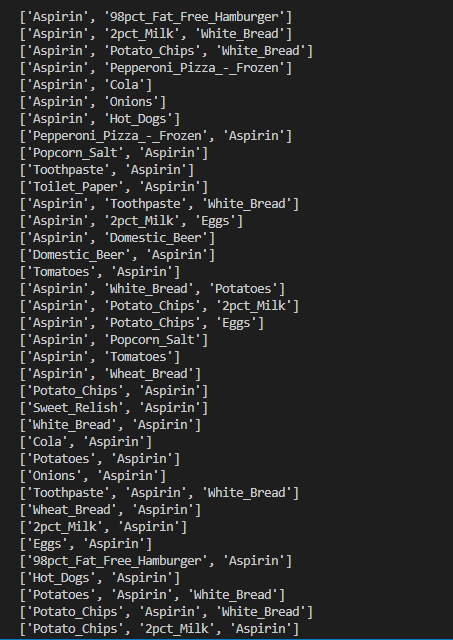 ['Aspirin', '98pct_Fat_Free_Hamburger']
['Aspirin', '2pct_Milk', 'White_Bread']
['Aspirin', 'Potato_Chips', 'White_Bread']
['Aspirin', 'Pepperoni_Pizza_-_Frozen']
['Aspirin', 'Cola']
['Aspirin', 'Onions']
['Aspirin', 'Hot_Dogs']
['Pepperoni_Pizza_-_Frozen', 'Aspirin']
['Popcorn_Salt', 'Aspirin']
['Toothpaste', 'Aspirin']
['Toilet_Paper', 'Aspirin']
['Aspirin', 'Toothpaste', 'White_Bread']
['Aspirin', '2pct_Milk', 'Eggs']
['Aspirin', 'Domestic_Beer']
['Domestic_Beer', 'Aspirin']
['Tomatoes', 'Aspirin']
['Aspirin', 'White_Bread', 'Potatoes']
['Aspirin', 'Potato_Chips', '2pct_Milk']
['Aspirin', 'Potato_Chips', 'Eggs']
['Aspirin', 'Popcorn_Salt']
['Aspirin', 'Tomatoes']
['Aspirin', 'Wheat_Bread']
['Potato_Chips', 'Aspirin']
['Sweet_Relish', 'Aspirin']
['White_Bread', 'Aspirin']
['Cola', 'Aspirin']
['Potatoes', 'Aspirin']
['Onions', 'Aspirin']
['Toothpaste', 'Aspirin', 'White_Bread']
['Wheat_Bread', 'Aspirin']
['2pct_Milk', 'Aspirin']
['Eggs', 'Aspirin']
['98pct_Fat_Free_Hamburger', 'Aspirin']
['Hot_Dogs', 'Aspirin']
['Potatoes', 'Aspirin', 'White_Bread']
['Potato_Chips', 'Aspirin', 'White_Bread']
['Potato_Chips', '2pct_Milk', 'Aspirin']